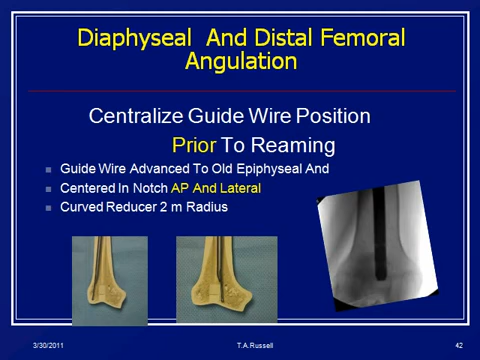 Diaphyseal And Distal Femoral
Angulation
Centralize Guide Wire Position
Prior To Reaming
Guide Wire Advanced To Old Epiphyseal And
Centered In Notch AP And Lateral
Curved Reducer 2 m Radius
3/30/2011
T.A.Russell
42